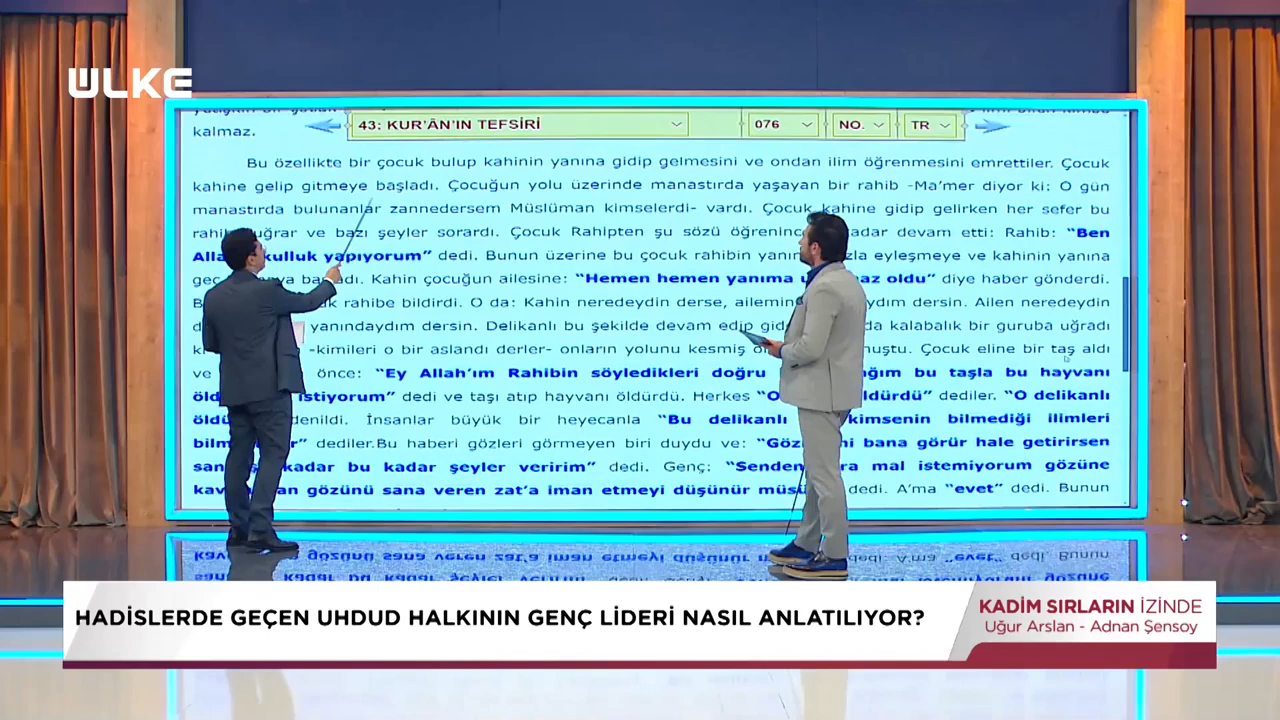 ÜLKE
kalmaz.
43: KUR'ÂN'IN TEFSİRİ 076 NO. TR
Bu özellikte bir çocuk bulup kahinin yanına gidip gelmesini ve ondan ilim öğrenmesini emrettiler. Çocuk
kahine gelip gitmeye başladı. Çocuğun yolu üzerinde manastırda yaşayan bir rahib -Ma'mer diyor ki: O gün
manastırda bulunanlar zannedersem Müslüman kimselerdi- vardı. Çocuk kahine gidip gelirken her sefer bu
uğrar ve bazı şeyler sorardı. Çocuk Rahipten şu sözü kadar devam etti: Rahib: “Ben
kulluk yapıyorum” dedi. Bunun üzerine bu çocuk rahibin eyleşmeye ve kahinin yanına
Kahin çocuğun ailesine: “Hemen hemen yanıma oldu” diye haber gönderdi.
rahibe bildirdi. O da: Kahin neredeydin derse, dersin. Ailen neredeydin
yanındaydım dersin. Delikanlı bu şekilde devam edip kalabalık bir guruba uğradı
-kimileri o bir aslandı derler- onların yolunu kesmiş Çocuk eline bir taş aldı
ve önce: “Ey Allah'ım Rahibin söyledikleri doğru bu taşla bu hayvanı
istiyorum” dedi ve taşı atıp hayvanı öldürdü. Herkes dediler. “O delikanlı
denildi. İnsanlar büyük bir heyecanla “Bu delikanlı kimsenin bilmediği ilimleri
dediler.Bu haberi gözleri görmeyen biri duydu ve: bana görür hale getirirsen
kadar bu kadar şeyler veririm” dedi. Genç: “Senden mal istemiyorum gözüne
gözünü sana veren zat'a iman etmeyi düşünür dedi. A'ma “evet” dedi. Bunun
HADİSLERDE GEÇEN UHDUD HALKININ GENÇ LİDERİ NASIL ANLATILIYOR?
KADİM SIRLARIN İZİNDE
Uğur Arslan - Adnan Şensoy